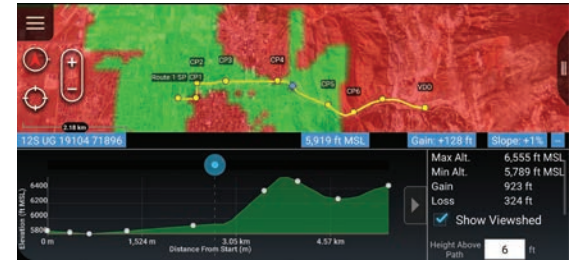 CP2 CP3 CP4
Route 1 SP CP1
CP5 CP6 VDO
2.18 km
12S UG 19104 71896 5,919 ft MSL Gain: +128 ft Slope: +1% --
Max Alt. 6,555 ft MSL
Min Alt. 5,789 ft MSL
Gain 923 ft
Loss 324 ft
Show Viewshed
Height Above Path 6 ft
Elevation (ft MSL)
6400
6200
6000
5800
0 m 1,524 m 3.05 km 4.57 km
Distance From Start (m)